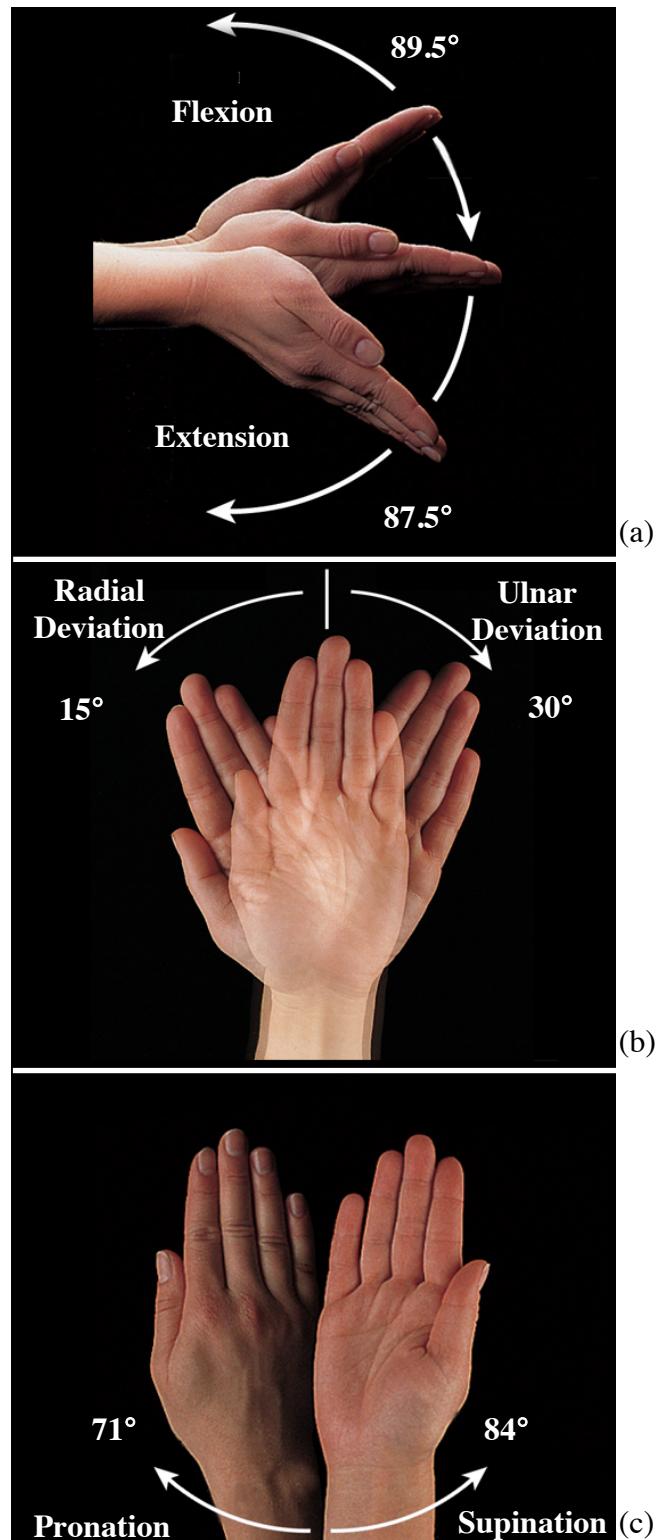 89.5°
Flexion
Extension
87.5°
(a)
Radial
Deviation
Ulnar
Deviation
15°
30°
(b)
71°
84°
Pronation
Supination
(c)